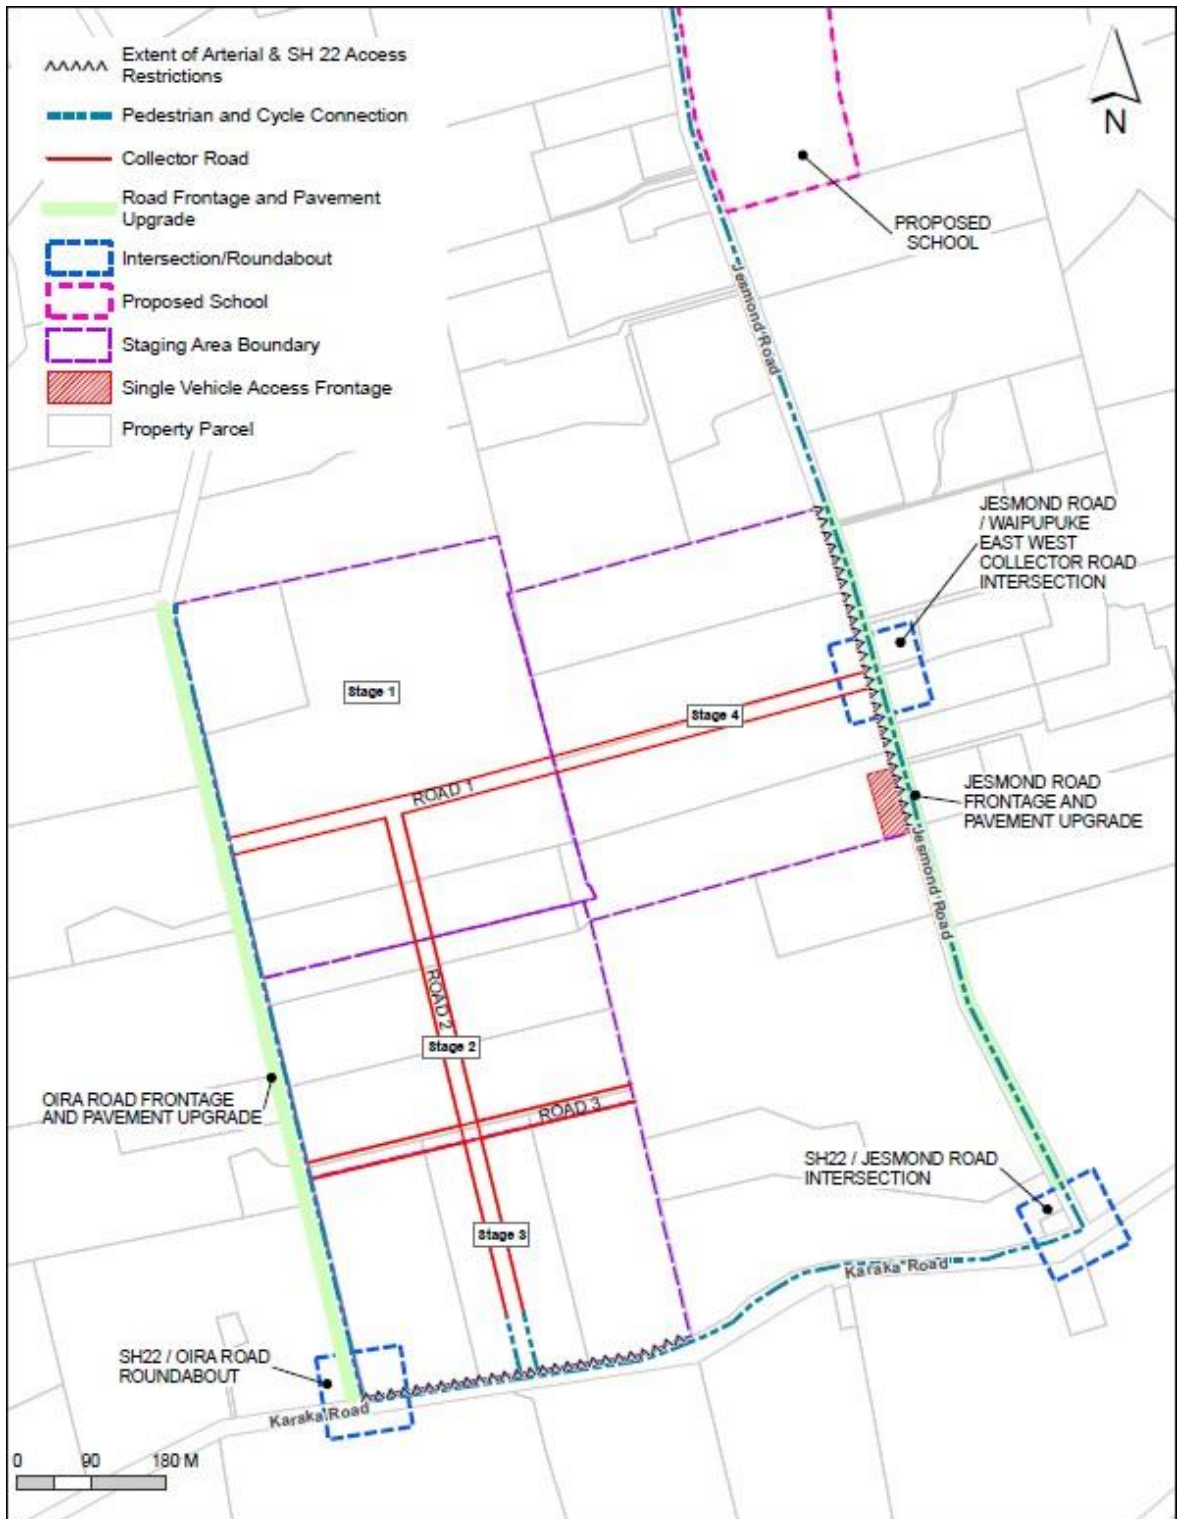 Extent of Arterial & SH 22 Access
Restrictions
Pedestrian and Cycle Connection
Collector Road
Road Frontage and Pavement
Upgrade
Intersection/Roundabout
Proposed School
Staging Area Boundary
Single Vehicle Access Frontage
Property Parcel
N
PROPOSED
SCHOOL
Jesmond Road
JESMOND ROAD
/ WAIPUPUKE
EAST WEST
COLLECTOR ROAD
INTERSECTION
Stage 1
Stage 4
ROAD 1
JESMOND ROAD
FRONTAGE AND
PAVEMENT UPGRADE
Jesmond Road
ROAD 2
Stage 2
OIRA ROAD FRONTAGE
AND PAVEMENT UPGRADE
ROAD 3
SH22 / JESMOND ROAD
INTERSECTION
Stage 3
Karaka Road
SH22 / OIRA ROAD
ROUNDABOUT
Karaka Road
0 90 180 M